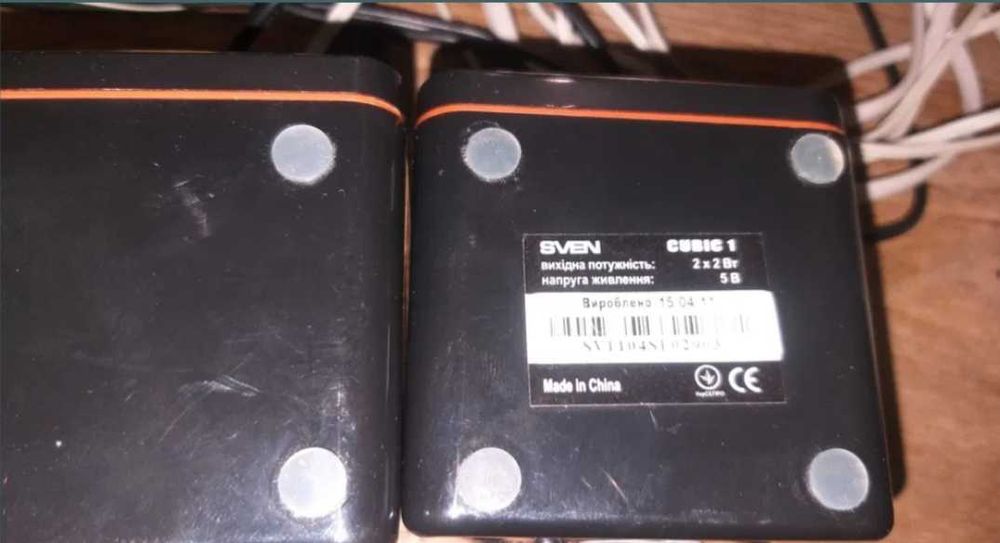 SVEN CUBIC 1
вихідна потужність: 2 x 2 Вт
напруга живлення: 5 В
Вироблено 15.04.11
Made in China
УкрСЕПРО CE